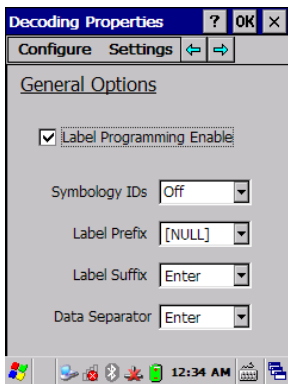 Decoding Properties ? OK ×
Configure Settings
General Options
Label Programming Enable
Symbology IDs Off
Label Prefix [NULL]
Label Suffix Enter
Data Separator Enter
12:34 AM